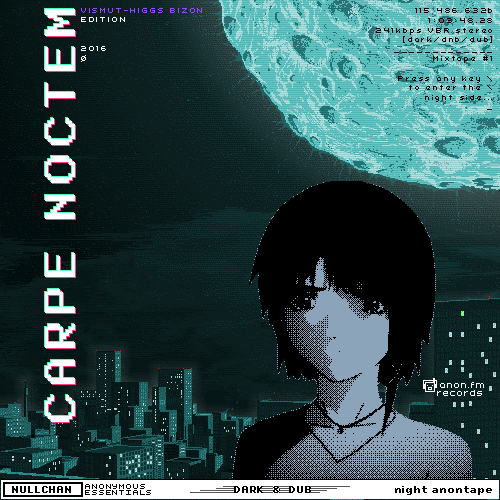 CARPE NOCTEM
VISMUT-HIGGS BIZON
EDITION
2016
Ø
115'486.632b
1:03:48.28
241kbps VBR,stereo
[dark/dnb/dub]
Mixtape #1
Press any key \
to enter the \
night side...
_
anon.fm
records
NULLCHAN
ANONYMOUS
ESSENTIALS
DARK & DUB
night anontape